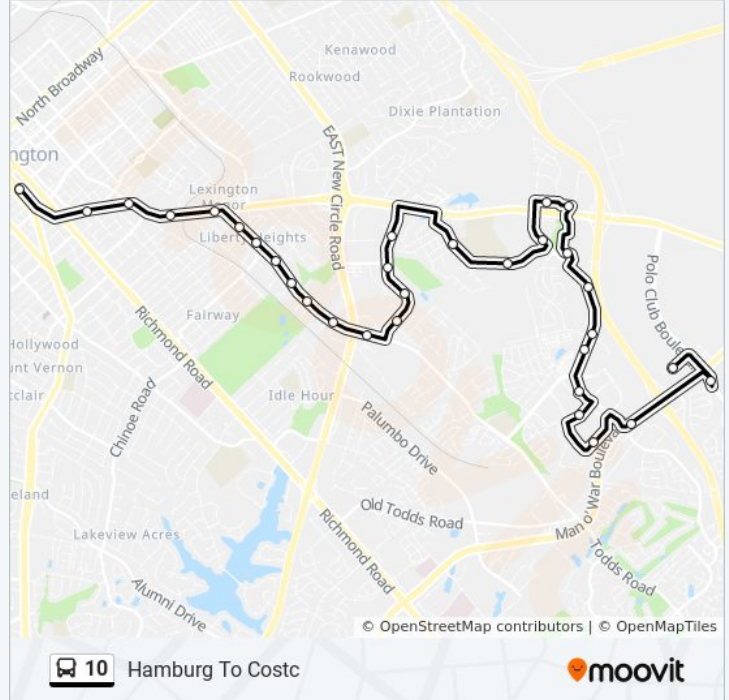 Kenawood
Rookwood
North Broadway
Dixie Plantation
EAST New Circle Road
ngton
Lexington
Manor
Liberty Heights
Polo Club Boule
Richmond Road
Fairway
Hollywood
unt Vernon
Idle Hour
Chinoe Road
Palumbo Drive
Man o'War Boulevar
eland
Old Todds Road
Lakeview Acres
Richmond Road
Todds Road
Alumni Drive
© OpenStreetMap contributors | © OpenMapTiles
10 Hamburg To Costc
moovit